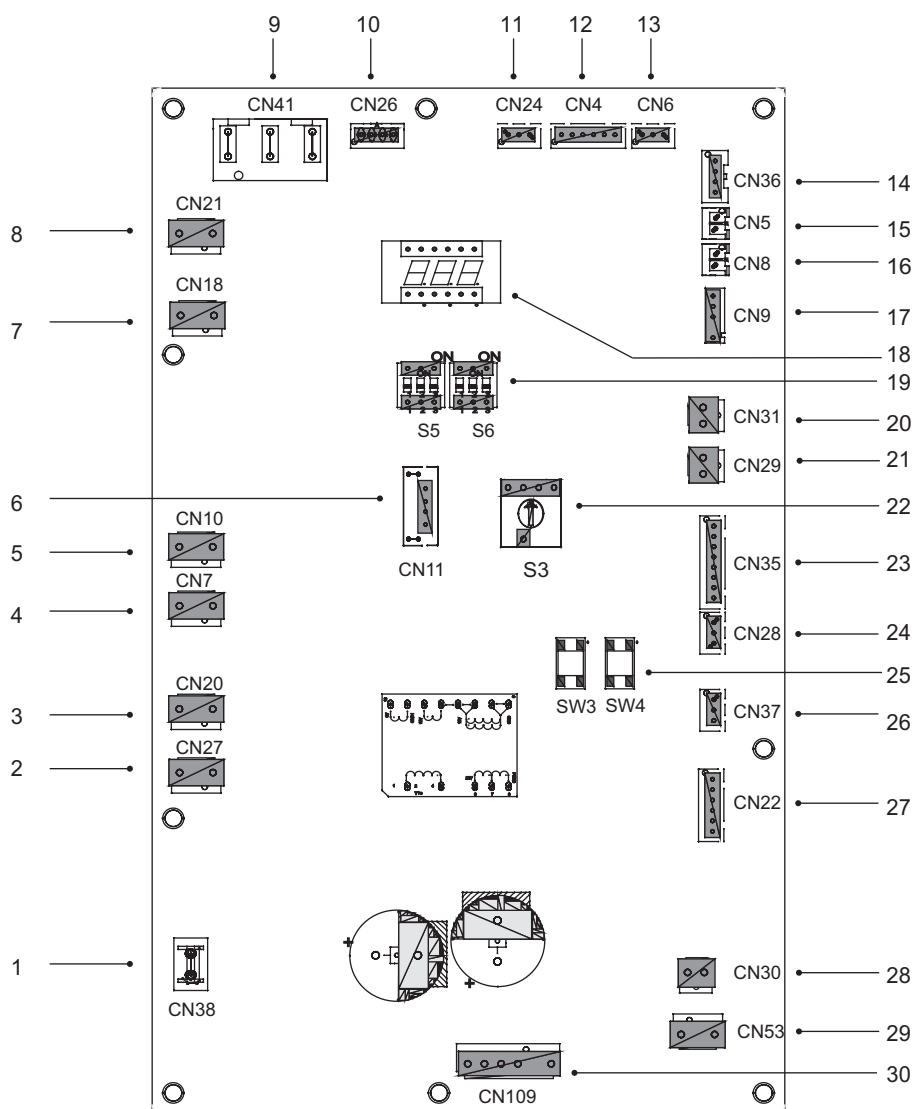 9 10 11 12 13
CN41 CN26 CN24 CN4 CN6
CN36 14
CN21 CN5 15
8
CN8 16
CN18
7
CN9 17
18
ON ON
19
S5 S6
CN31 20
CN29 21
6
22
CN10
5
CN11 S3
CN35 23
CN7
4
CN28 24
25
SW3 SW4
CN20
3
CN37 26
CN27
2
CN22 27
1
CN38
CN30 28
CN53 29
30
CN109